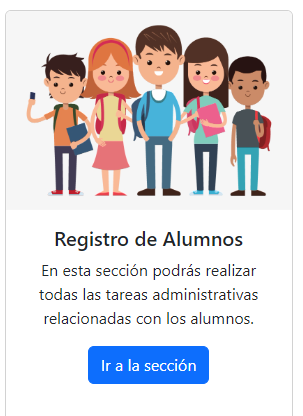 Registro de Alumnos
En esta sección podrás realizar
todas las tareas administrativas
relacionadas con los alumnos.
Ir a la sección